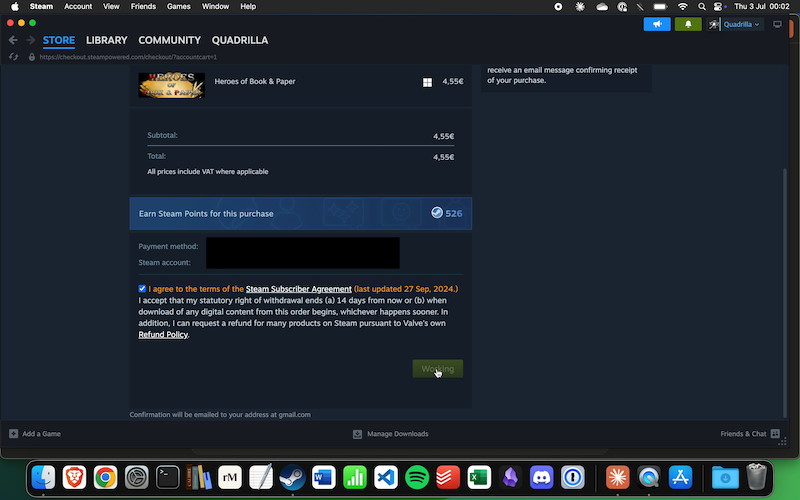 Steam Account View Friends Games Window Help Thu 3 Jul 00:02
STORE LIBRARY COMMUNITY QUADRILLA
Quadrilla
https://checkout.steampowered.com/checkout/?accountcart=1
receive an email message confirming receipt
of your purchase.
HEROES
OF
Heroes of Book & Paper 4,55€
Subtotal: 4,55€
Total: 4,55€
All prices include VAT where applicable
Earn Steam Points for this purchase 526
Payment method:
Steam account:
I agree to the terms of the Steam Subscriber Agreement (last updated 27 Sep, 2024.)
I accept that my statutory right of withdrawal ends (a) 14 days from now or (b) when
download of any digital content from this order begins, whichever happens sooner. In
addition, I can request a refund for many products on Steam pursuant to Valve's own
Refund Policy.
Working
Confirmation will be emailed to your address at gmail.com
Add a Game Manage Downloads Friends & Chat
rM